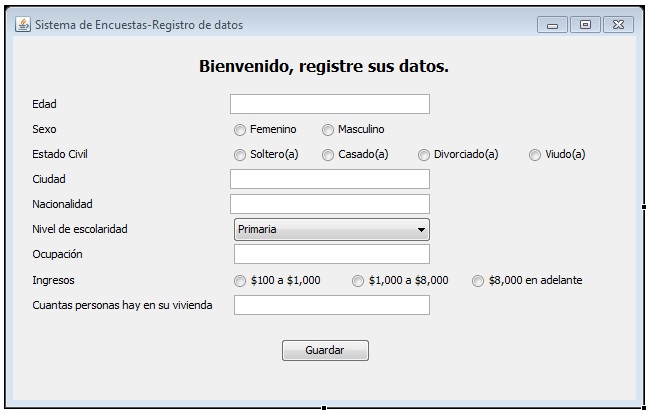 Sistema de Encuestas-Registro de datos
Bienvenido, registre sus datos.
Edad
Sexo Femenino Masculino
Estado Civil Soltero(a) Casado(a) Divorciado(a) Viudo(a)
Ciudad
Nacionalidad
Nivel de escolaridad Primaria
Ocupación
Ingresos $100 a $1,000 $1,000 a $8,000 $8,000 en adelante
Cuantas personas hay en su vivienda
Guardar